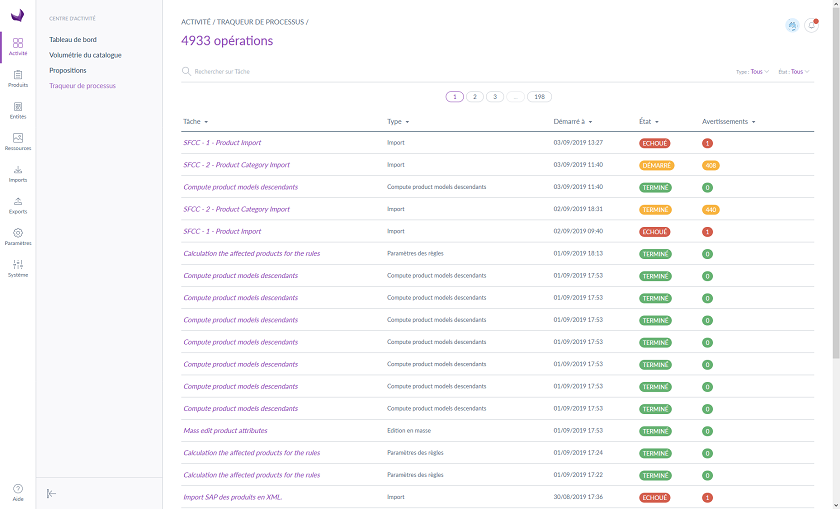 CENTRE D'ACTIVITÉ
Tableau de bord
Volumétrie du catalogue
Propositions
Traqueur de processus
Activité
Produits
Entités
Ressources
Imports
Exports
Paramètres
Système
Aide
ACTIVITÉ / TRAQUEUR DE PROCESSUS /
4933 opérations
Rechercher sur Tâche
Type : Tous
État : Tous
1 2 3 ... 198
Tâche Type Démarré à État Avertissements
SFCC - 1 - Product Import Import 03/09/2019 13:27 ECHOUÉ 1
SFCC - 2 - Product Category Import Import 03/09/2019 11:40 DÉMARRÉ 408
Compute product models descendants Compute product models descendants 03/09/2019 11:40 TERMINÉ 0
SFCC - 2 - Product Category Import Import 02/09/2019 18:31 TERMINÉ 440
SFCC - 1 - Product Import Import 02/09/2019 09:40 ECHOUÉ 1
Calculation the affected products for the rules Paramètres des règles 01/09/2019 18:13 TERMINÉ 0
Compute product models descendants Compute product models descendants 01/09/2019 17:53 TERMINÉ 0
Compute product models descendants Compute product models descendants 01/09/2019 17:53 TERMINÉ 0
Compute product models descendants Compute product models descendants 01/09/2019 17:53 TERMINÉ 0
Compute product models descendants Compute product models descendants 01/09/2019 17:53 TERMINÉ 0
Compute product models descendants Compute product models descendants 01/09/2019 17:53 TERMINÉ 0
Compute product models descendants Compute product models descendants 01/09/2019 17:53 TERMINÉ 0
Compute product models descendants Compute product models descendants 01/09/2019 17:53 TERMINÉ 0
Mass edit product attributes Edition en masse 01/09/2019 17:53 TERMINÉ 0
Calculation the affected products for the rules Paramètres des règles 01/09/2019 17:24 TERMINÉ 0
Calculation the affected products for the rules Paramètres des règles 01/09/2019 17:22 TERMINÉ 0
Import SAP des produits en XML. Import 30/08/2019 17:36 ECHOUÉ 1